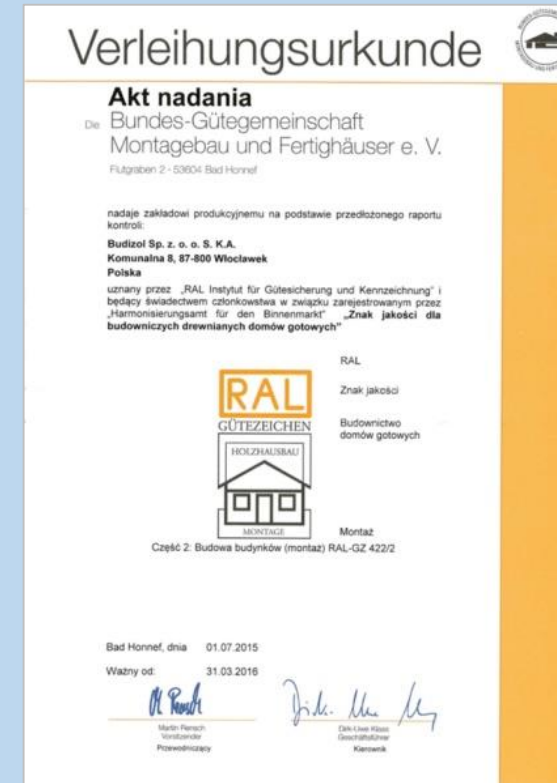 Verleihungsurkunde
Akt nadania
Die Bundes-Gütegemeinschaft
Montagebau und Fertighäuser e. V.
Flutgraben 2 - 53604 Bad Honnef
nadaje zakładowi produkcyjnemu na podstawie przedłożonego raportu
kontroli:
Budizol Sp. z. o. o. S. K.A.
Komunalna 8, 87-800 Włocławek
Polska
uznany przez „RAL Instytut für Gütesicherung und Kennzeichnung" i
będący świadectwem członkowstwa w związku zarejestrowanym przez
„Harmonisierungsamt für den Binnenmarkt" „Znak jakości dla
budowniczych drewnianych domów gotowych"
RAL
Znak jakości
Budownictwo
domów gotowych
RAL
GÜTEZEICHEN
HOLZHAUSBAU
MONTAGE
Montaż
Część 2: Budowa budynków (montaż) RAL-GZ 422/2
Bad Honnef, dnia 01.07.2015
Ważny od: 31.03.2016
Martin Rensch
Vorsitzender
Przewodniczący
Dirk-Uwe Klaas
Geschäftsführer
Kierownik